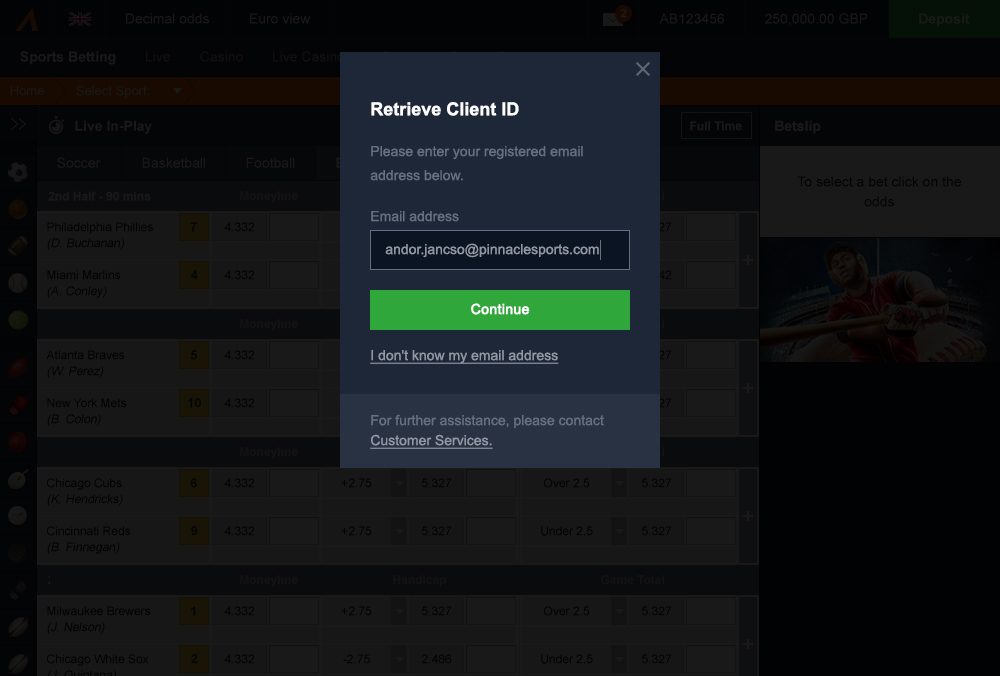 Decimal odds
Euro view
2
AB123456
250,000.00 GBP
Deposit
Sports Betting
Live
Casino
Live Casin
Home
Select Sport
Live In-Play
Full Time
Betslip
Soccer
Basketball
Football
To select a bet click on the
odds
Retrieve Client ID
Please enter your registered email
address below.
Email address
andor.jancso@pinnaclesports.com
Continue
I don't know my email address
For further assistance, please contact
Customer Services.
2nd Half - 90 mins Moneyline
Philadelphia Phillies 7 4.332 27
(D. Buchanan)
Miami Marlins 4 4.332 42
(A. Conley)
Moneyline
Atlanta Braves 5 4.332 27
(W. Perez)
New York Mets 10 4.332 27
(B. Colon)
Moneyline
Chicago Cubs 6 4.332 +2.75 5.327 Over 2.5 5.327
(K. Hendricks)
Cincinnati Reds 9 4.332 +2.75 5.327 Under 2.5 5.327
(B. Finnegan)
: Moneyline Handicap Game Total
Milwaukee Brewers 1 4.332 +2.75 5.327 Over 2.5 5.327
(J. Nelson)
Chicago White Sox 2 4.332 -2.75 2.486 Under 2.5 5.327
(J. Quintana)